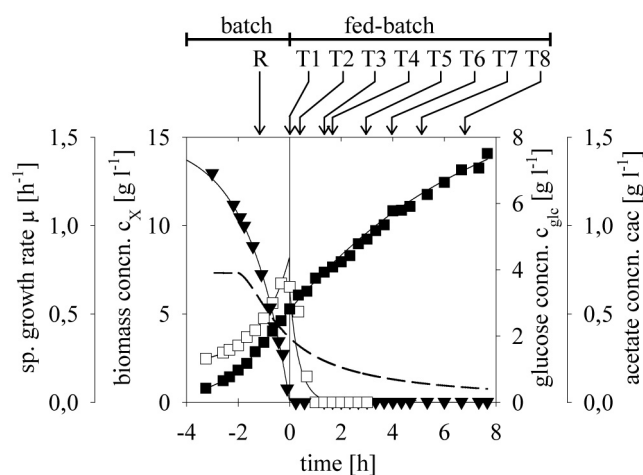 batch fed-batch
R T1 T2 T3 T4 T5 T6 T7 T8
1,5 15 8 1,5
1,0 10 6 1,0
4
0,5 5 2 0,5
0,0 0 0 0,0
sp. growth rate µ [h⁻¹]
biomass concn. c_X [g l⁻¹]
glucose concn. c_glc [g l⁻¹]
acetate concn. cac [g l⁻¹]
-4 -2 0 2 4 6 8
time [h]